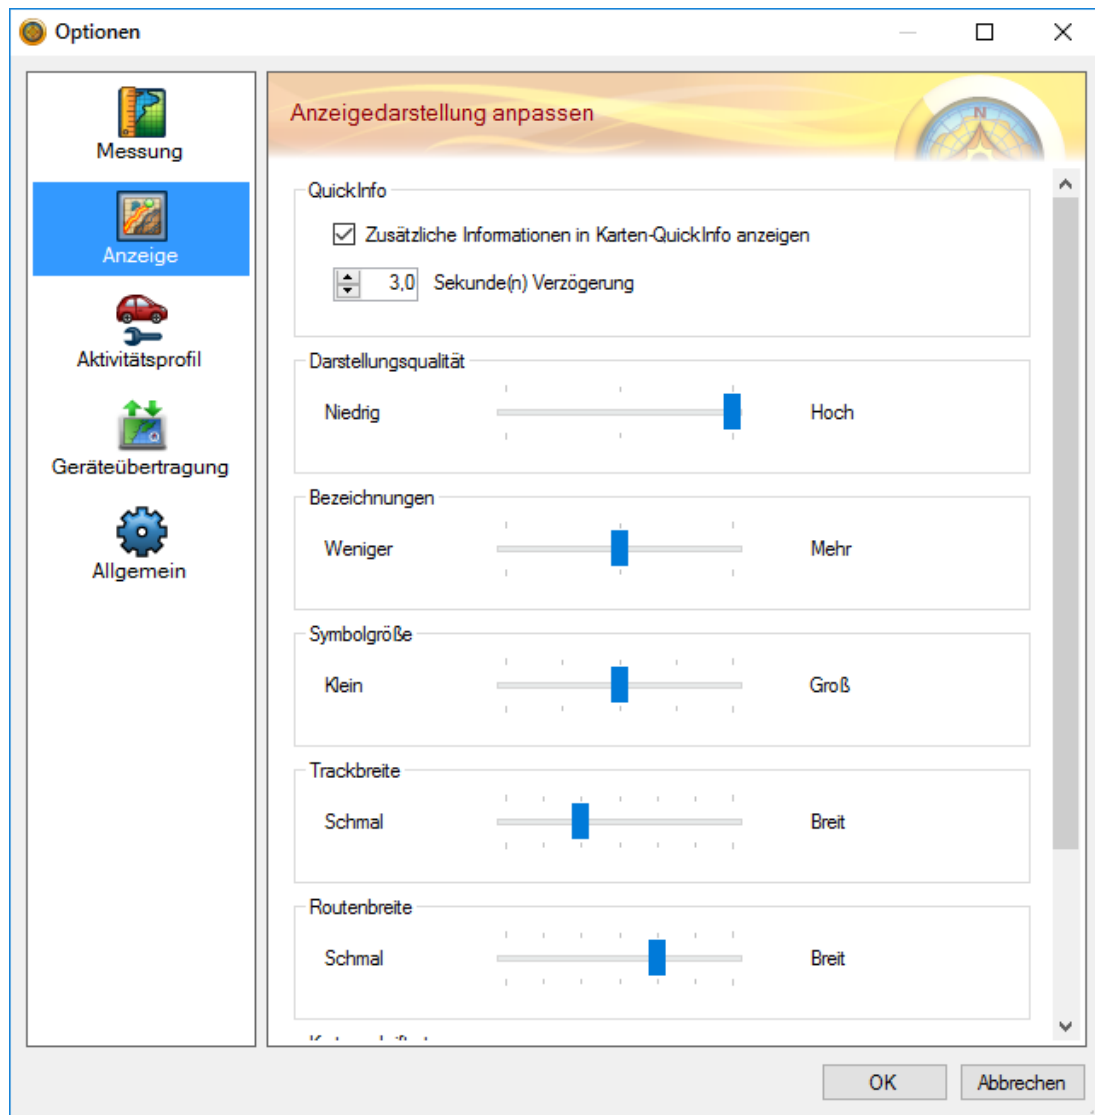 Optionen
Messung
Anzeige
Aktivitätsprofil
Geräteübertragung
Allgemein
Anzeigedarstellung anpassen
N
QuickInfo
Zusätzliche Informationen in Karten-QuickInfo anzeigen
3,0 Sekunde(n) Verzögerung
Darstellungsqualität
Niedrig Hoch
Bezeichnungen
Weniger Mehr
Symbolgröße
Klein Groß
Trackbreite
Schmal Breit
Routenbreite
Schmal Breit
OK Abbrechen